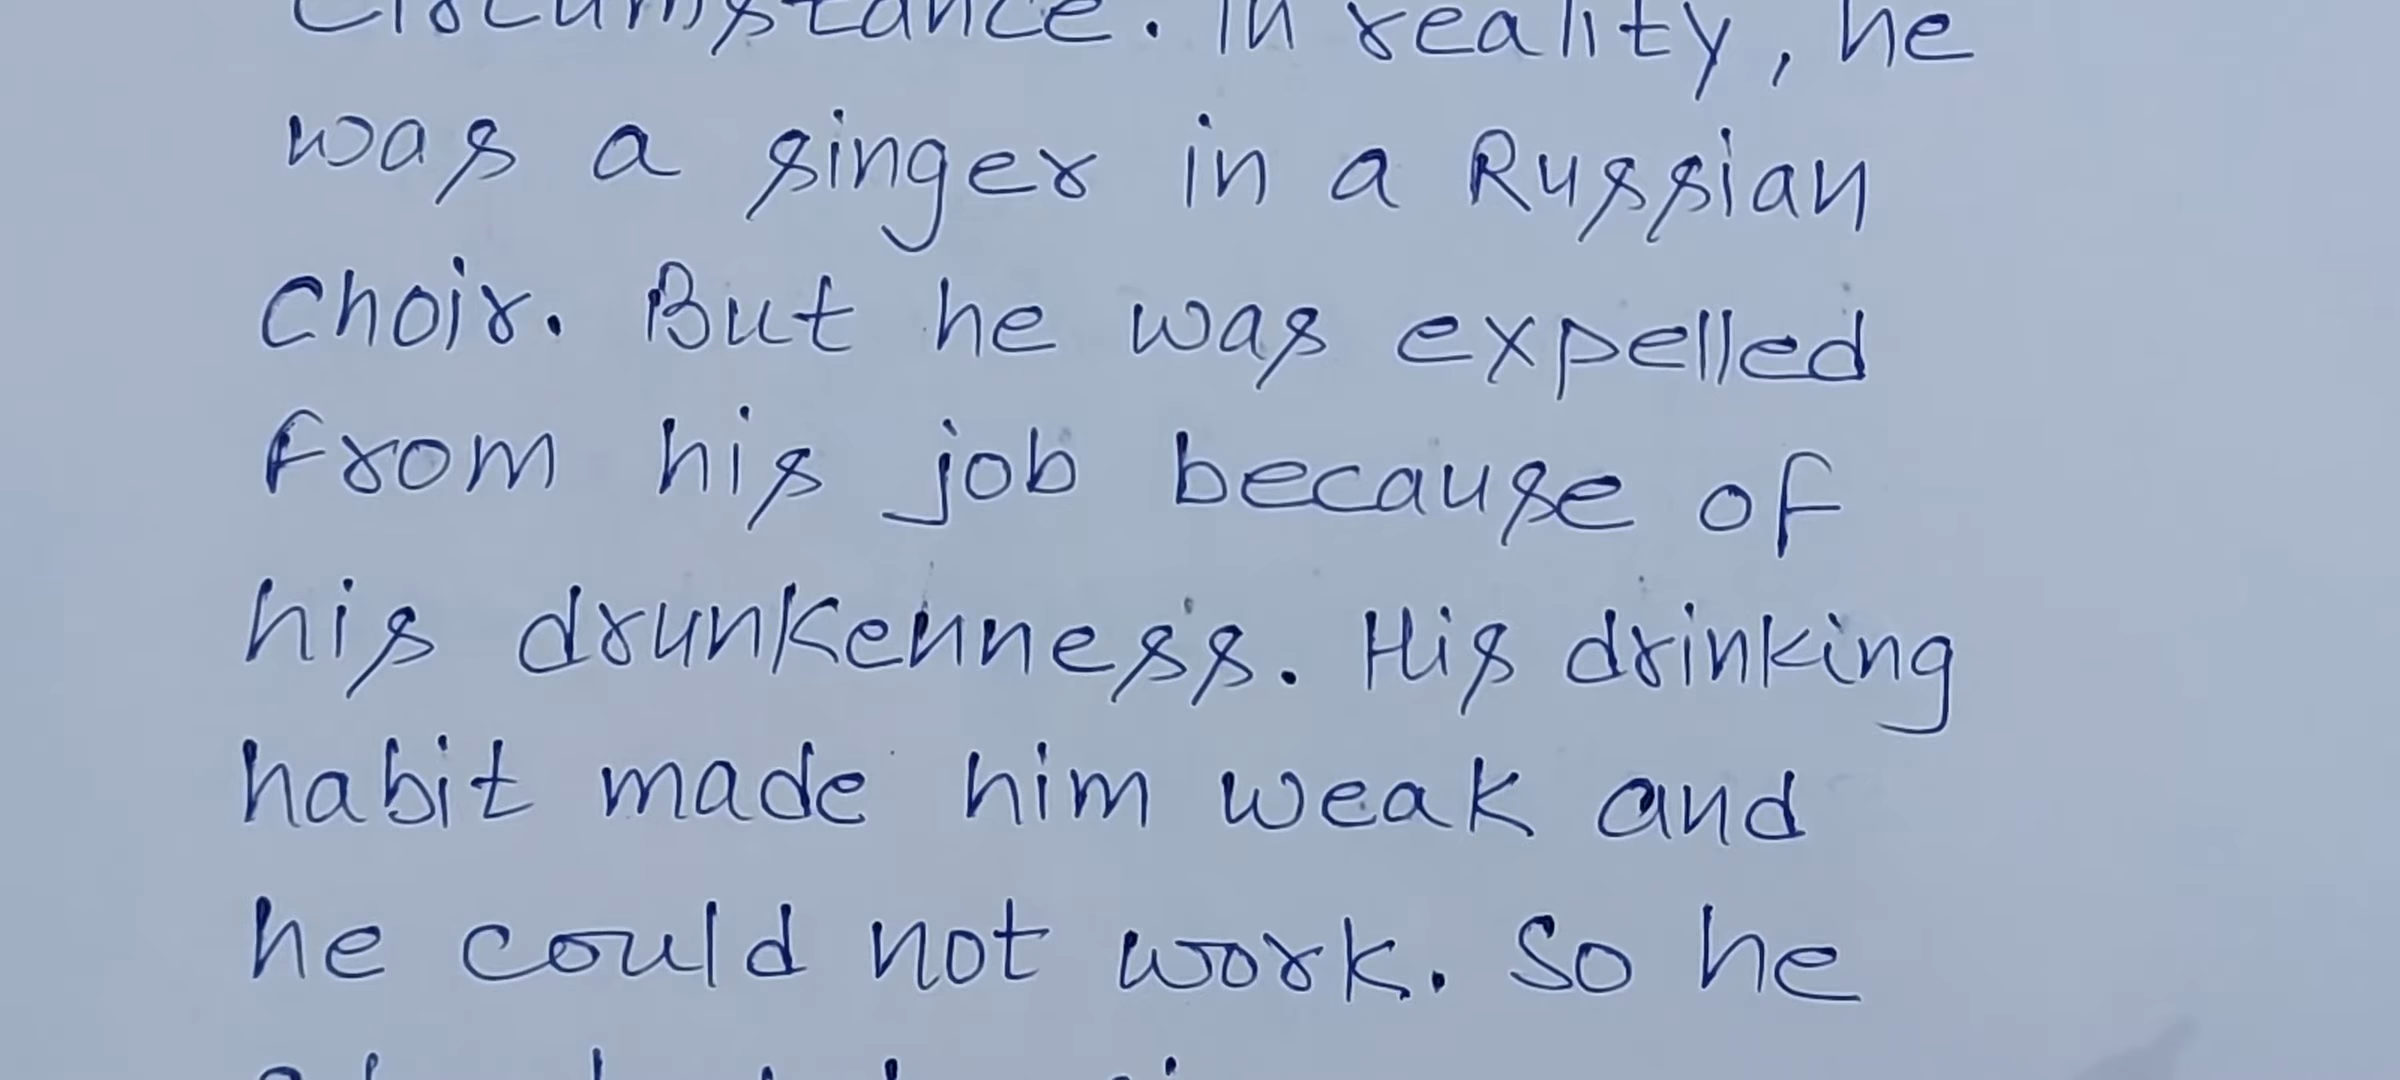 Circumstance. In reality, he
was a singer in a Russian
choir. But he was expelled
from his job because of
his drunkenness. His drinking
habit made him weak and
he could not work. So he